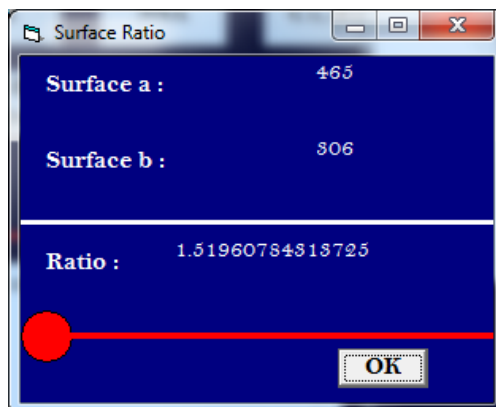 Surface Ratio
Surface a : 465
Surface b : 306
Ratio : 1.51960784313725
OK